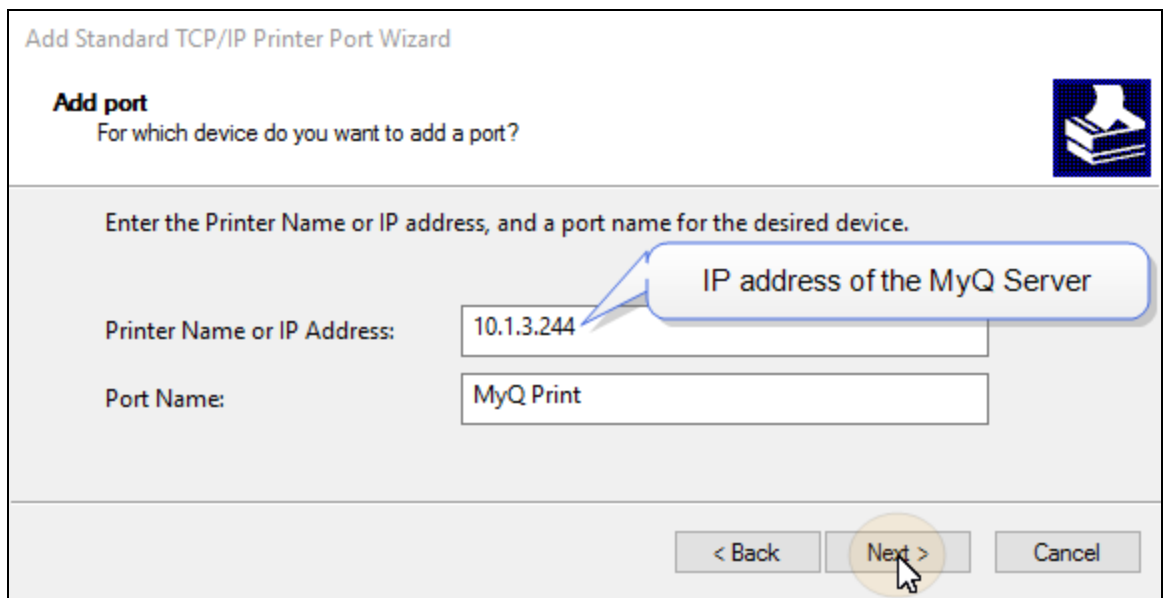 Add Standard TCP/IP Printer Port Wizard
Add port
For which device do you want to add a port?
Enter the Printer Name or IP address, and a port name for the desired device.
IP address of the MyQ Server
Printer Name or IP Address: 10.1.3.244
Port Name: MyQ Print
< Back Next > Cancel